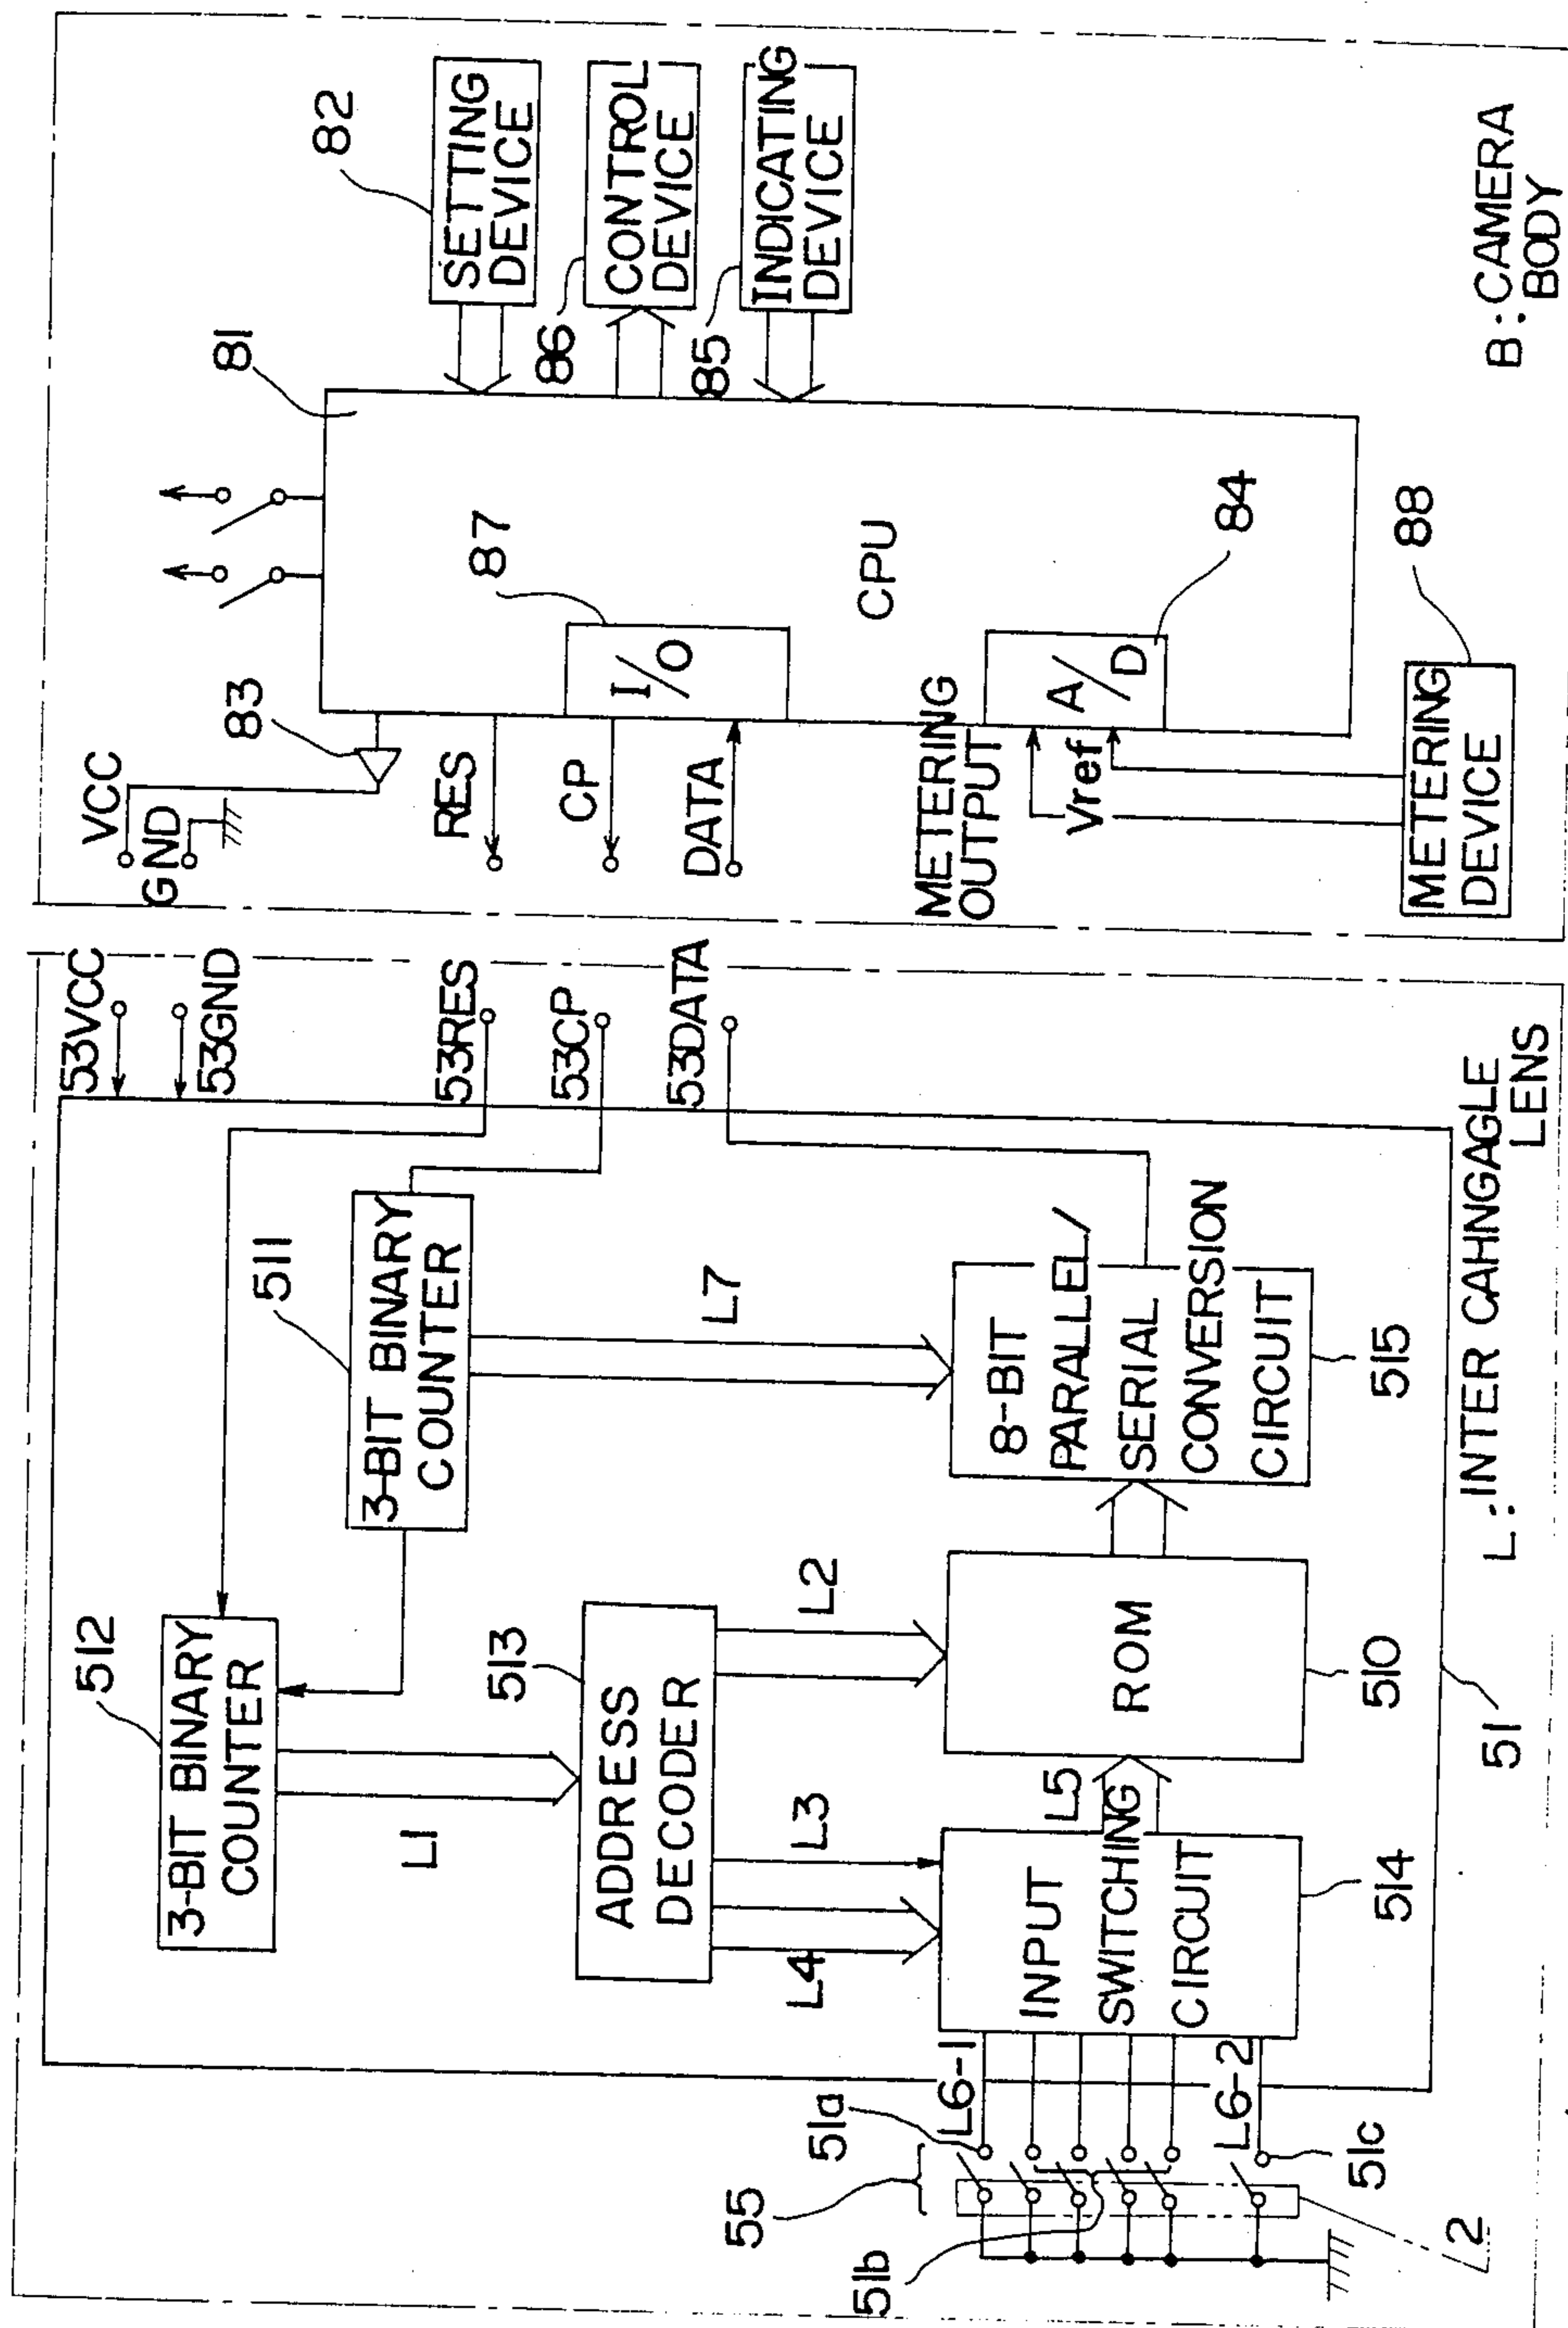 53VCC
53GND
53RES
53CP
53DATA
512
3-BIT BINARY
COUNTER
511
3-BIT BINARY
COUNTER
L1
513
ADDRESS
DECODER
L7
L4
L3
L2
L5
INPUT
SWITCHING
CIRCUIT
514
ROM
510
8-BIT
PARALLEL/
SERIAL
CONVERSION
CIRCUIT
515
51
55
51a
L6-1
51b
L6-2
51c
2
L : INTER CAHNGAGLE
LENS
VCC
GND
83
81
RES
CP
DATA
87
I/O
CPU
METERING
OUTPUT
Vref
A/D
84
METERING
DEVICE
88
82
SETTING
DEVICE
86
CONTROL
DEVICE
85
INDICATING
DEVICE
B : CAMERA
BODY